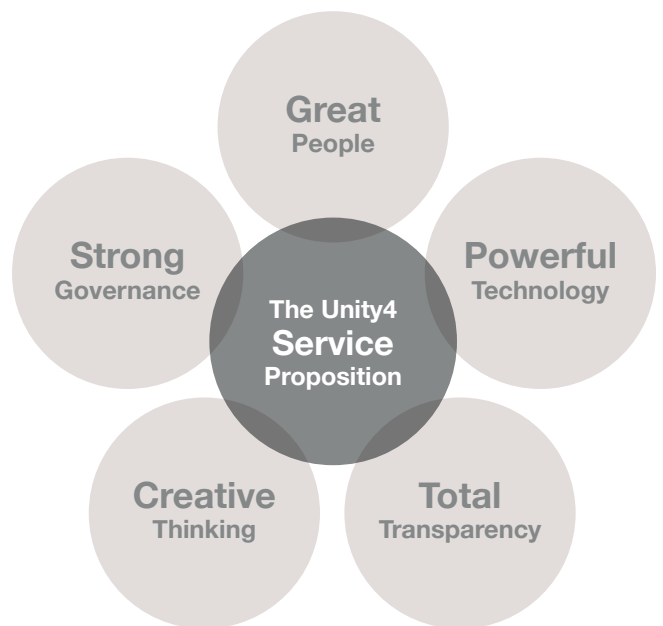 Great
People
Strong
Governance
Powerful
Technology
The Unity4
Service
Proposition
Creative
Thinking
Total
Transparency